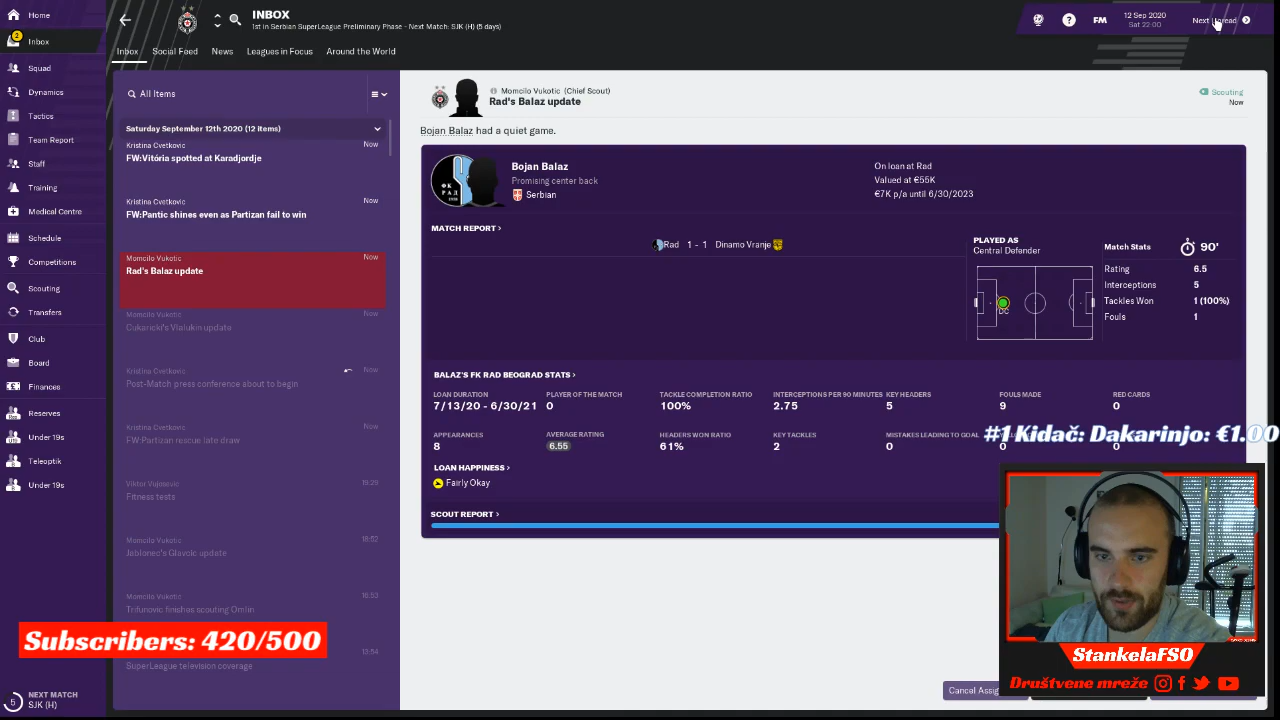 Home
Inbox
2
Squad
Dynamics
Tactics
Team Report
Staff
Training
Medical Centre
Schedule
Competitions
Scouting
Transfers
Club
Board
Finances
Reserves
Under 19s
Teleoptik
Under 19s
5
NEXT MATCH
SJK (H)
INBOX
1st in Serbian SuperLeague Preliminary Phase - Next Match: SJK (H) (5 days)
FM
12 Sep 2020
Sat 22:00
Next Unread
Inbox
Social Feed
News
Leagues in Focus
Around the World
All Items
Saturday September 12th 2020 (12 items)
Kristina Cvetkovic
Now
FW:Vitória spotted at Karadjordje
Kristina Cvetkovic
Now
FW:Pantic shines even as Partizan fail to win
Momcilo Vukotic
Now
Rad's Balaz update
Momcilo Vukotic
Now
Cukaricki's Vlalukin update
Kristina Cvetkovic
Now
Post-Match press conference about to begin
Kristina Cvetkovic
Now
FW:Partizan rescue late draw
Viktor Vujosevic
Fitness tests
Momcilo Vukotic
18:52
Jablonec's Glavcic update
Momcilo Vukotic
16:53
Trifunovic finishes scouting Omlin
13:54
SuperLeague television coverage
Momcilo Vukotic (Chief Scout)
Rad's Balaz update
Scouting
Now
Bojan Balaz had a quiet game.
Bojan Balaz
Promising center back
Serbian
On loan at Rad
Valued at €55K
€7K p/a until 6/30/2023
MATCH REPORT >
Rad 1 - 1 Dinamo Vranje
PLAYED AS
Central Defender
DC
Match Stats
90'
Rating 6.5
Interceptions 5
Tackles Won 1 (100%)
Fouls 1
BALAZ'S FK RAD BEOGRAD STATS >
LOAN DURATION
7/13/20 - 6/30/21
PLAYER OF THE MATCH
0
TACKLE COMPLETION RATIO
100%
INTERCEPTIONS PER 90 MINUTES
2.75
KEY HEADERS
5
FOULS MADE
9
RED CARDS
0
APPEARANCES
8
AVERAGE RATING
6.55
HEADERS WON RATIO
61%
KEY TACKLES
2
MISTAKES LEADING TO GOAL
0
LOAN HAPPINESS >
Fairly Okay
SCOUT REPORT >
Cancel Assig
#1 Kidač: Dakarinjo: €1.00
Subscribers: 420/500
StankelaFSO
Društvene mreže